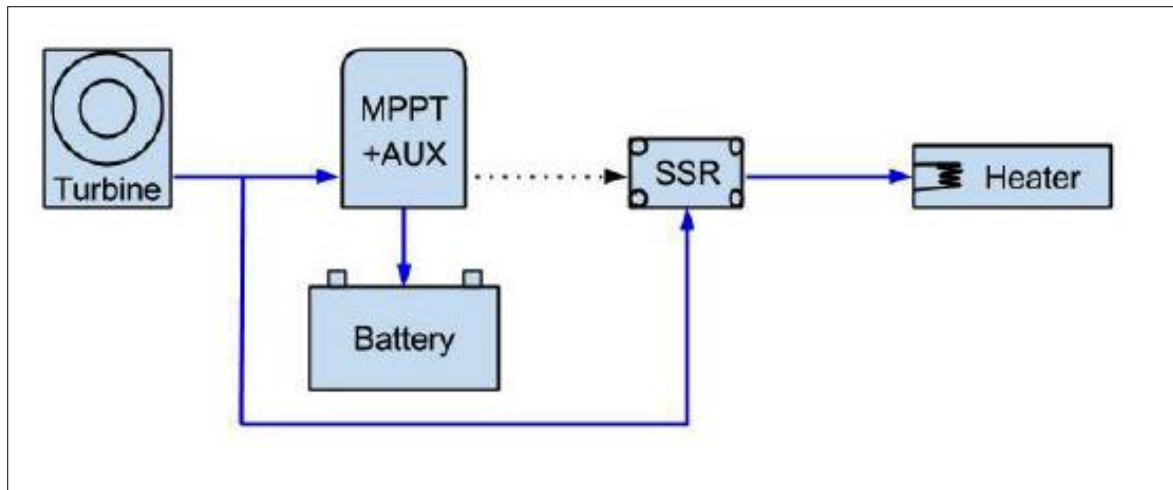 Turbine
MPPT
+AUX
SSR
Heater
Battery